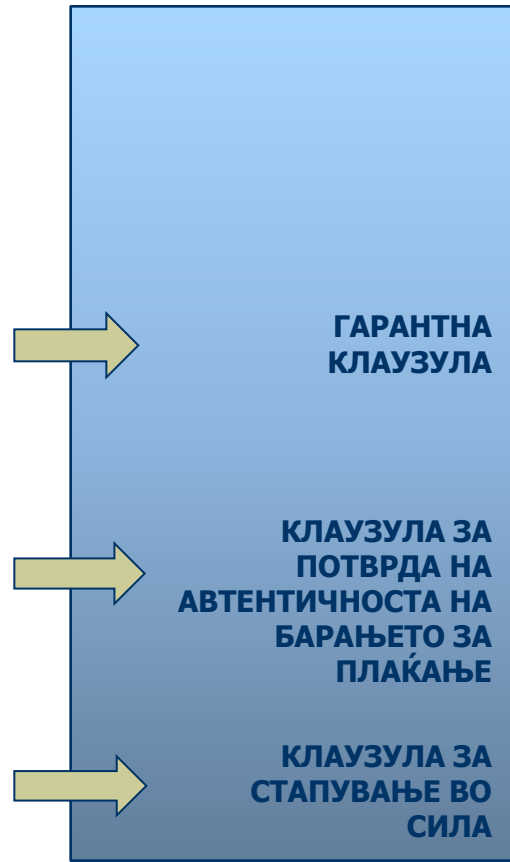 ГАРАНТНА
КЛАУЗУЛА
КЛАУЗУЛА ЗА
ПОТВРДА НА
АВТЕНТИЧНОСТА НА
БАРАЊЕТО ЗА
ПЛАЌАЊЕ
КЛАУЗУЛА ЗА
СТАПУВАЊЕ ВО
СИЛА